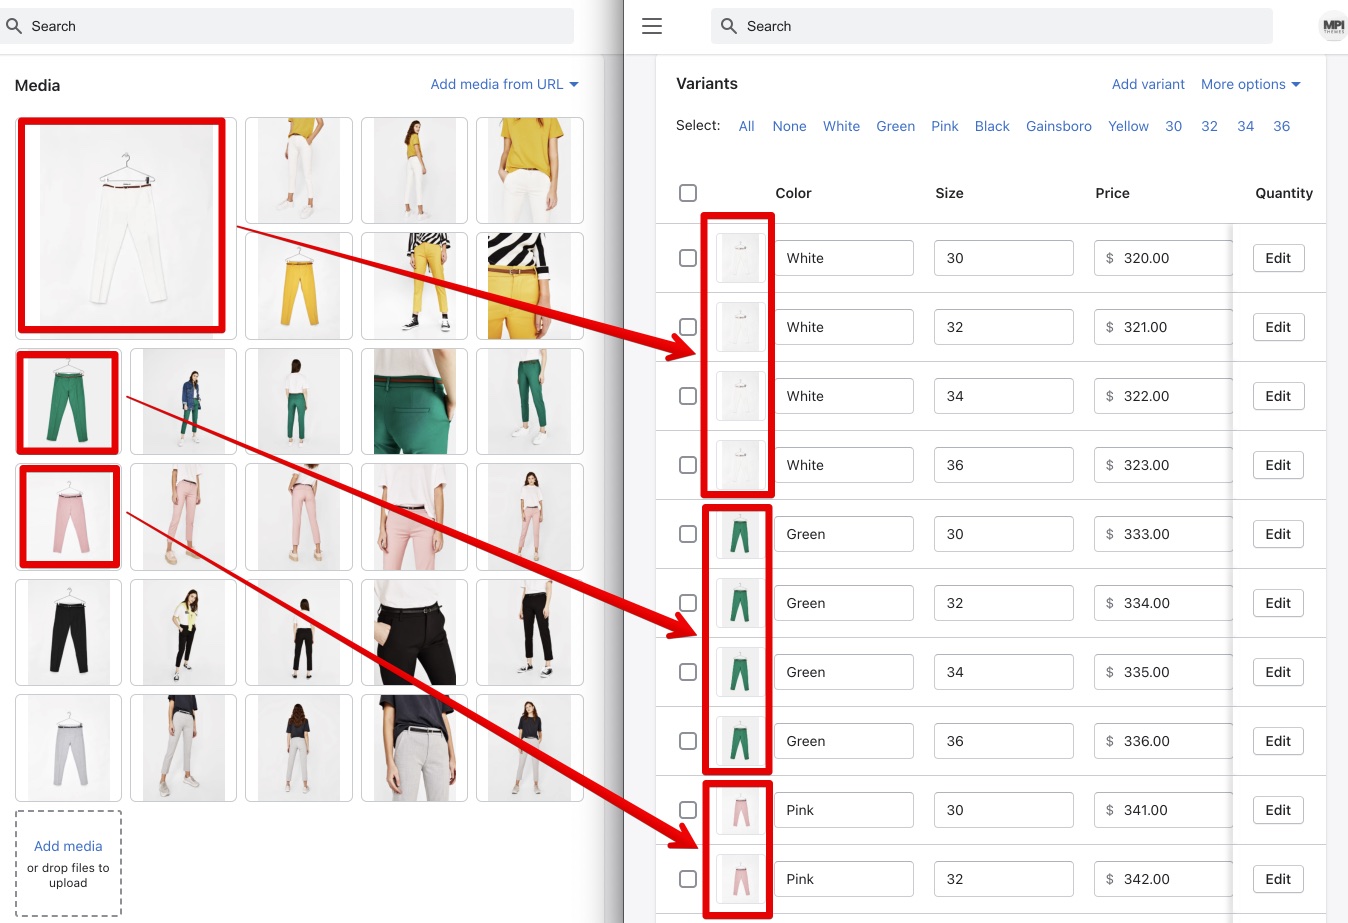 Search
Media
Add media from URL
Add media
or drop files to
upload
Search
MPI
THEMES
Variants
Add variant More options
Select: All None White Green Pink Black Gainsboro Yellow 30 32 34 36
Color Size Price Quantity
White 30 $ 320.00 Edit
White 32 $ 321.00 Edit
White 34 $ 322.00 Edit
White 36 $ 323.00 Edit
Green 30 $ 333.00 Edit
Green 32 $ 334.00 Edit
Green 34 $ 335.00 Edit
Green 36 $ 336.00 Edit
Pink 30 $ 341.00 Edit
Pink 32 $ 342.00 Edit